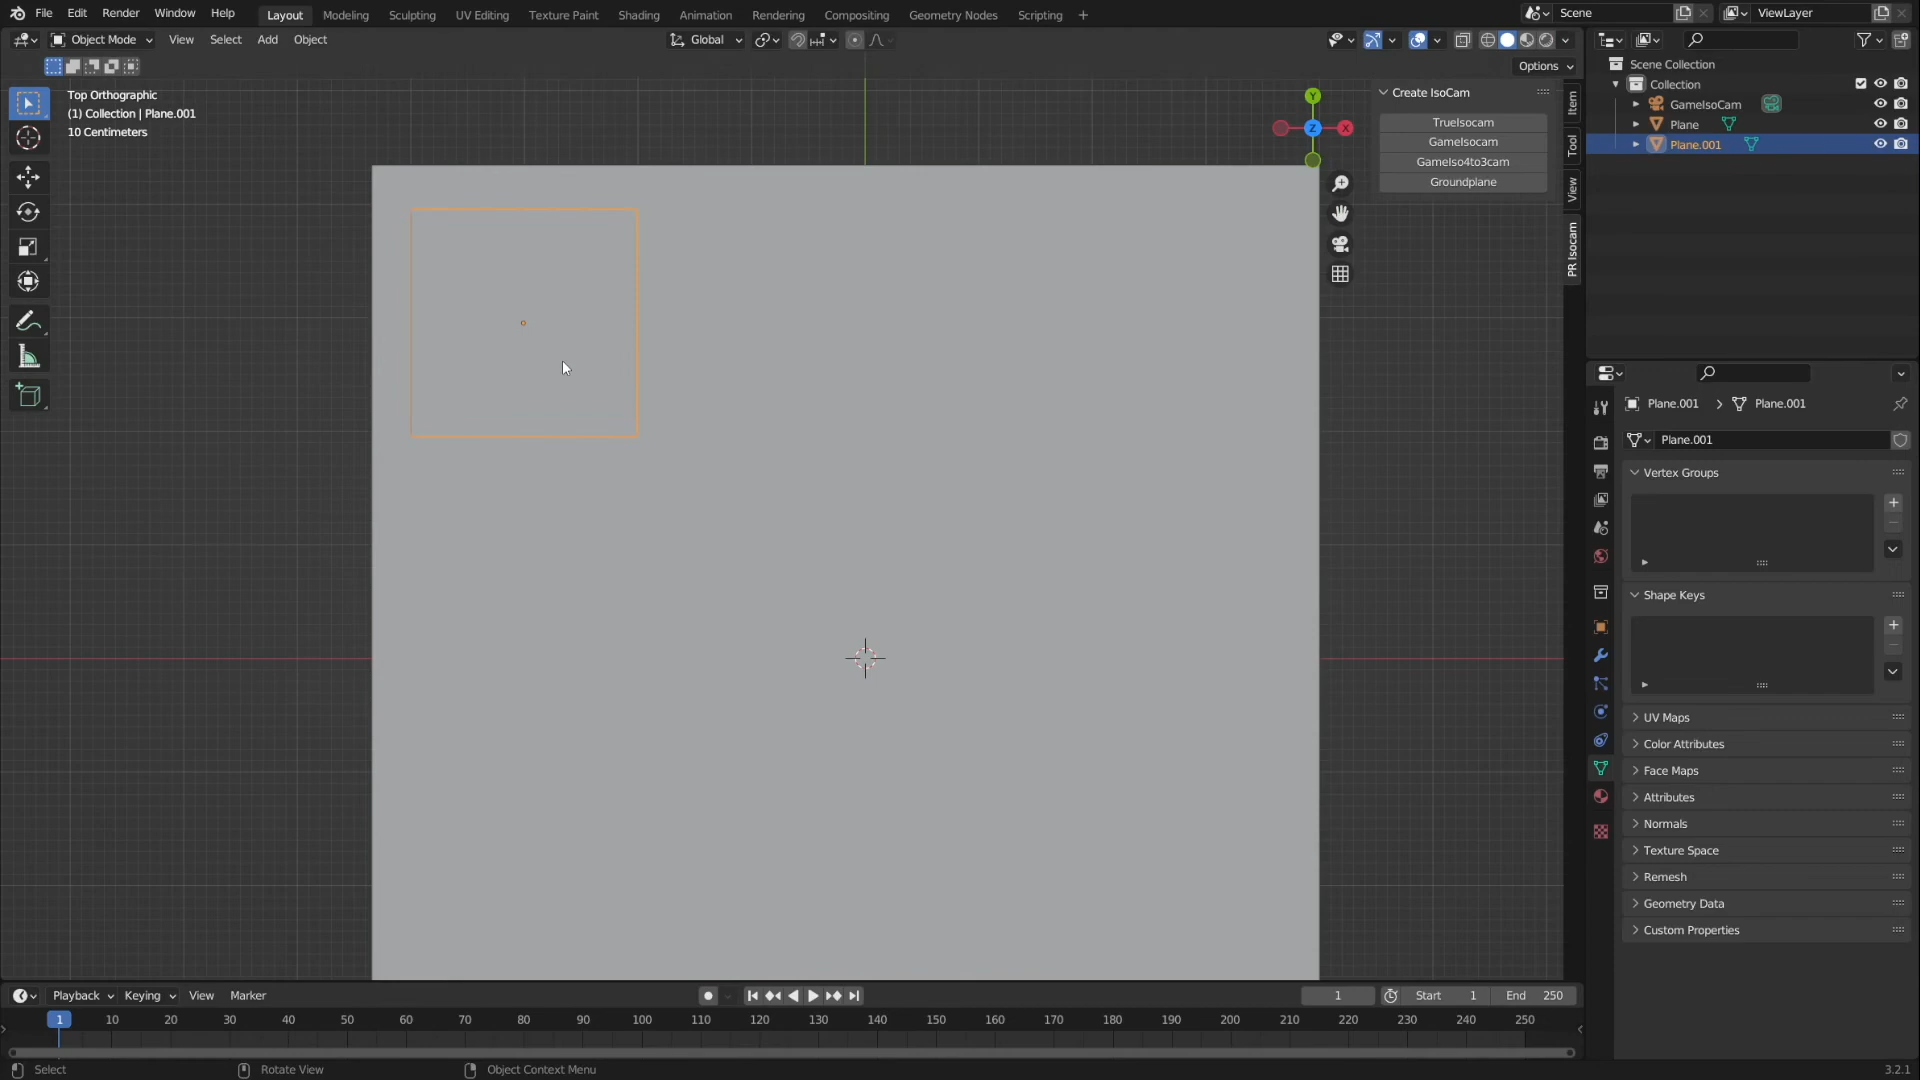 File Edit Render Window Help Layout Modeling Sculpting UV Editing Texture Paint Shading Animation Rendering Compositing Geometry Nodes Scripting Scene ViewLayer
Object Mode View Select Add Object Global
Options
Top Orthographic
(1) Collection | Plane.001
10 Centimeters
Y
Z
X
Create IsoCam
TrueIsocam
GameIsocam
GameIso4to3cam
Groundplane
Item
Tool
View
PR Isocam
Scene Collection
Collection
GameIsoCam
Plane
Plane.001
Plane.001 Plane.001
Plane.001
Vertex Groups
Shape Keys
UV Maps
Color Attributes
Face Maps
Attributes
Normals
Texture Space
Remesh
Geometry Data
Custom Properties
Playback Keying View Marker 1 Start 1 End 250
1 10 20 30 40 50 60 70 80 90 100 110 120 130 140 150 160 170 180 190 200 210 220 230 240 250
Select Rotate View Object Context Menu 3.2.1